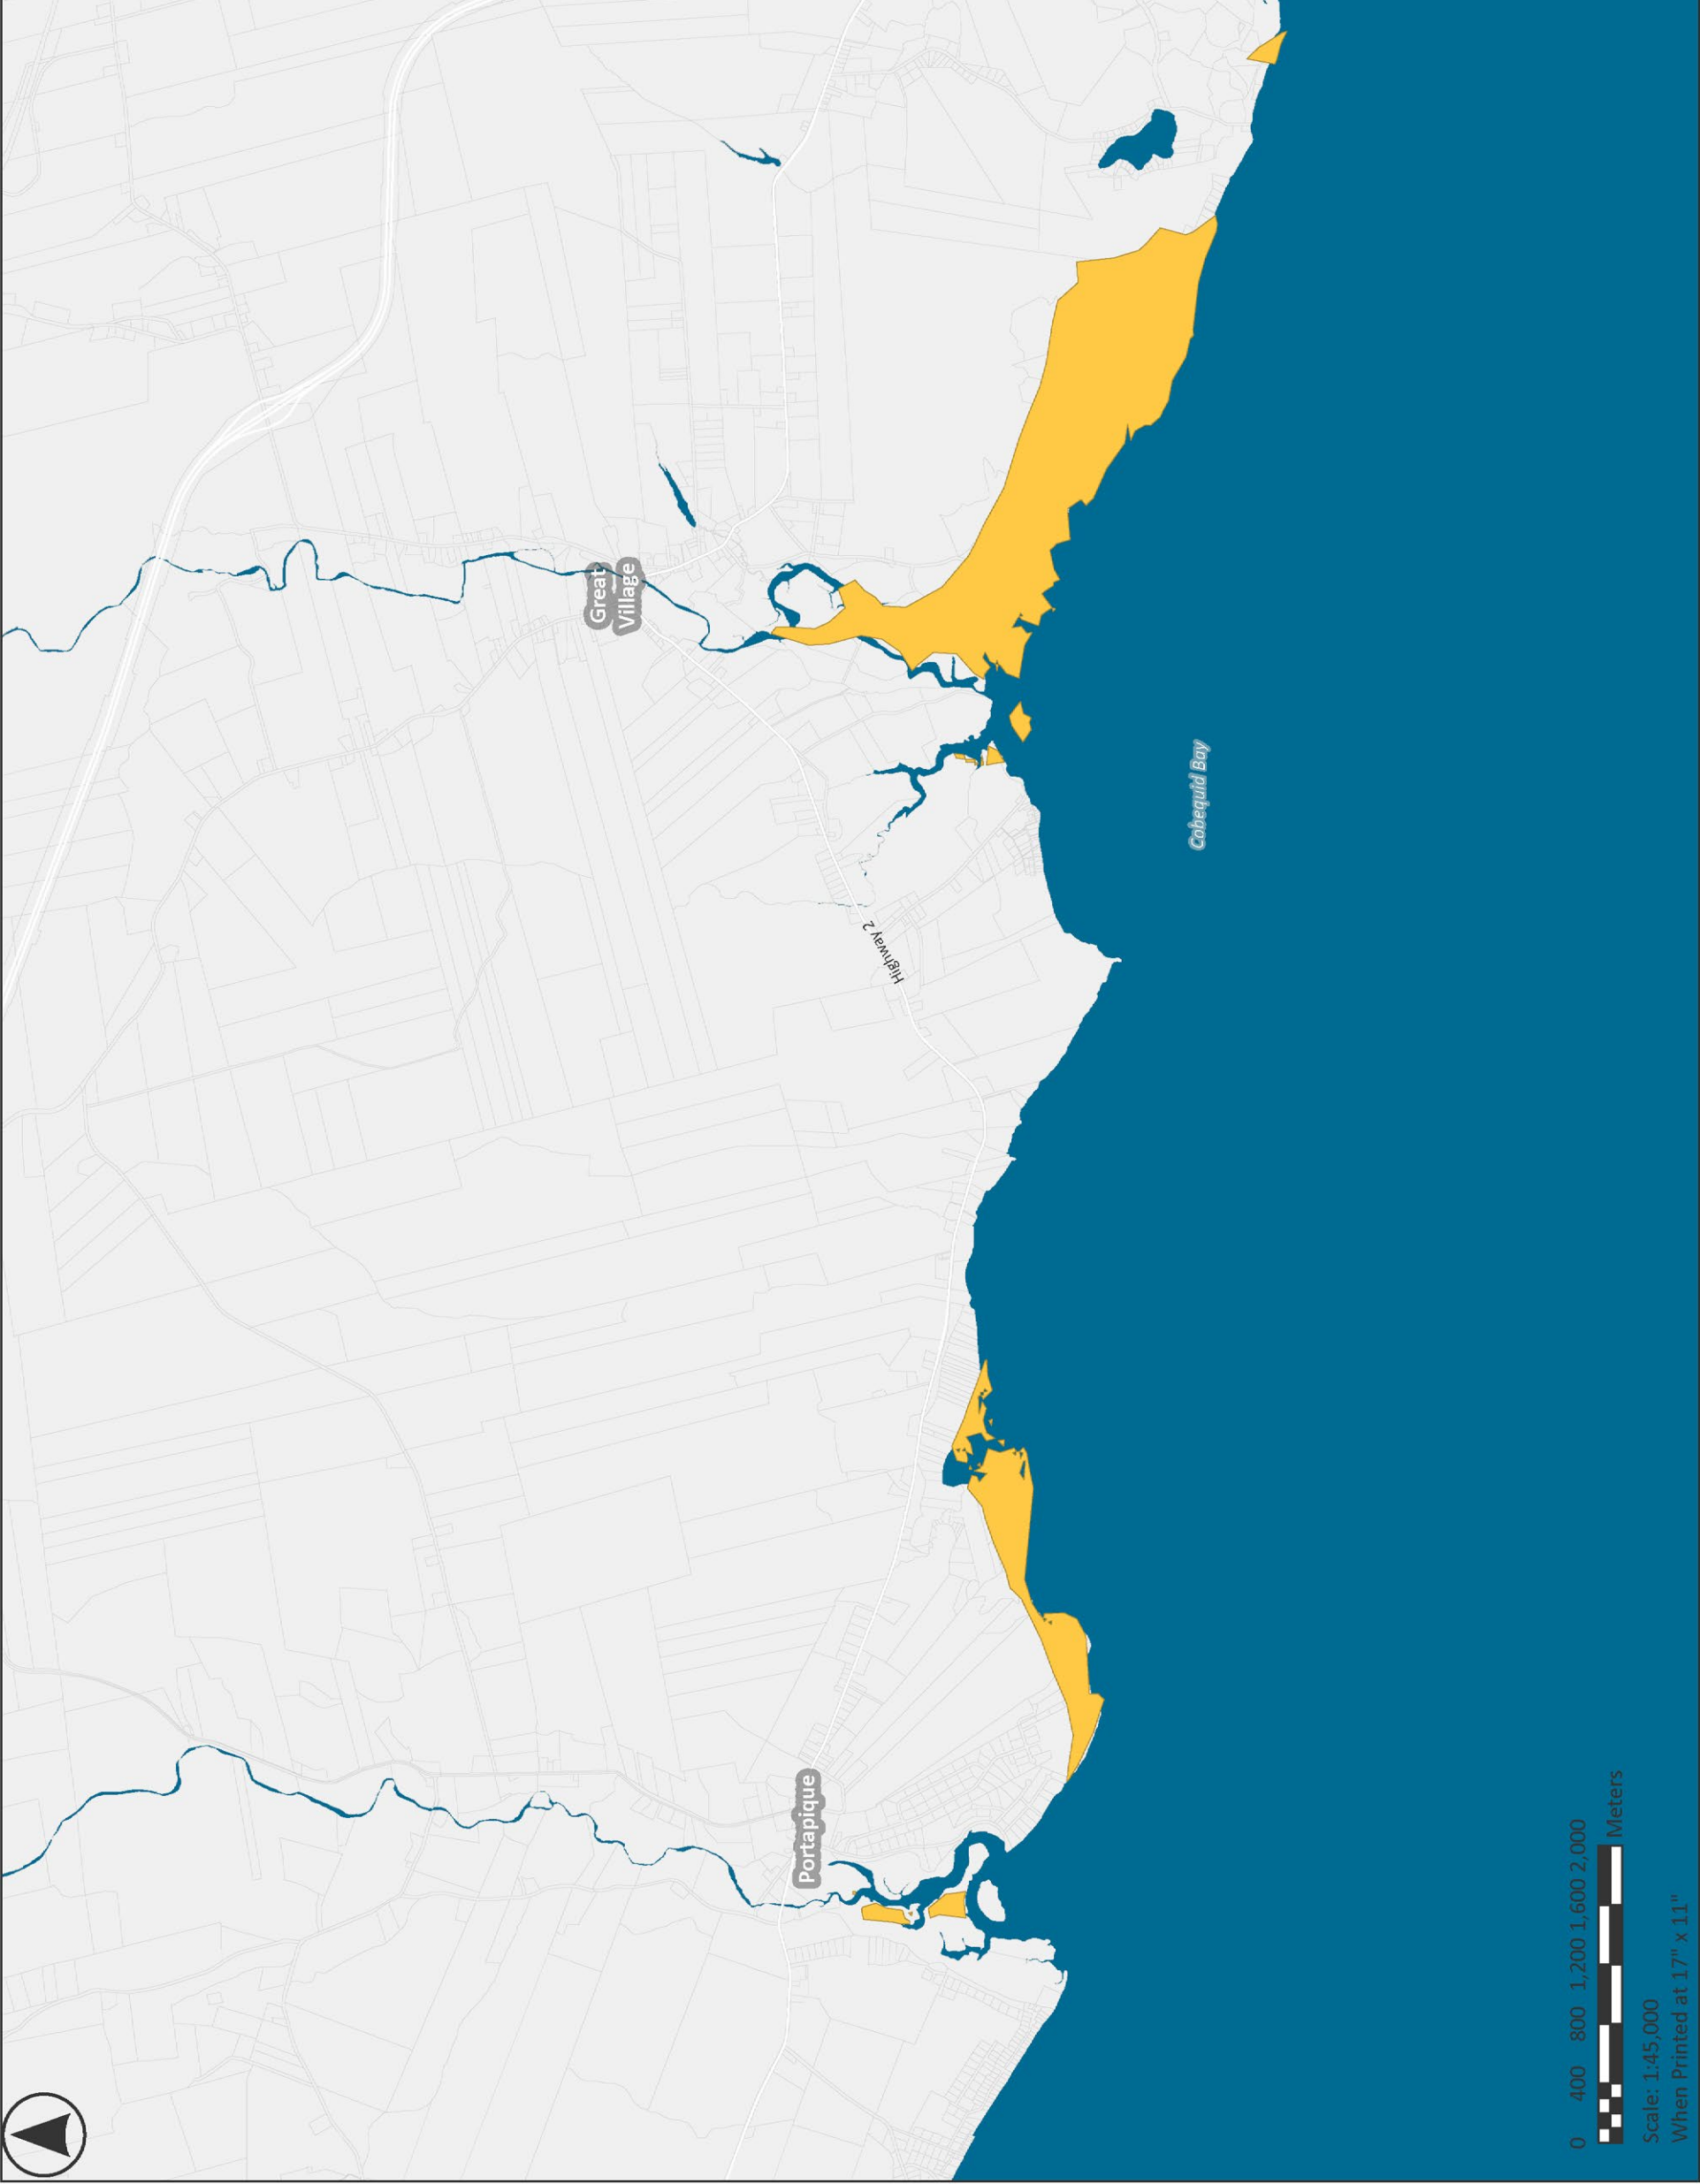 Great
Village
Cobequid Bay
Highway 2
Portapique
0 400 800 1,200 1,600 2,000
Meters
Scale: 1:45,000
When Printed at 17" x 11"